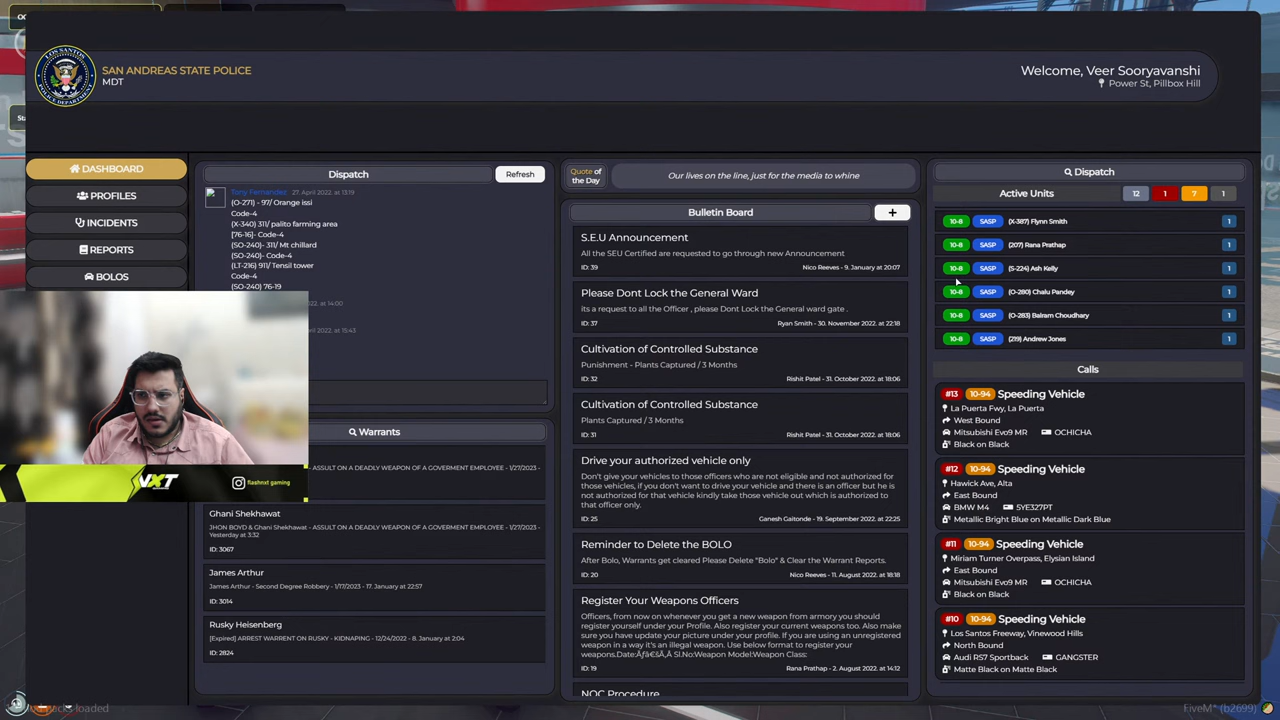 SAN ANDREAS STATE POLICE
MDT
Welcome, Veer Sooryavanshi
Power St, Pillbox Hill
DASHBOARD
PROFILES
INCIDENTS
REPORTS
BOLOS
Dispatch
Refresh
Tony Fernandez 27. April 2022. at 13:19
(O-271) - 97/ Orange issi
Code-4
(X-340) 311/ palito farming area
[76-16]- Code-4
(SO-240)- 311/ Mt chillard
(SO-240)- Code-4
(LT-216) 911/ Tensil tower
Code-4
(SO-240) 76-19
2022. at 14:00
2022. at 15:43
Warrants
- ASSULT ON A DEADLY WEAPON OF A GOVERMENT EMPLOYEE - 1/27/2023 -
Ghani Shekhawat
JHON BOYD & Ghani Shekhawat - ASSULT ON A DEADLY WEAPON OF A GOVERMENT EMPLOYEE - 1/27/2023 -
Yesterday at 3:32
ID: 3067
James Arthur
James Arthur - Second Degree Robbery - 1/17/2023 - 17. January at 22:57
ID: 3014
Rusky Heisenberg
[Expired] ARREST WARRENT ON RUSKY - KIDNAPING - 12/24/2022 - 8. January at 2:04
ID: 2824
NXT
flashnxt gaming
Quote of
the Day
Our lives on the line, just for the media to whine
Bulletin Board
+
S.E.U Announcement
All the SEU Certified are requested to go through new Announcement
ID: 39
Nico Reeves - 9. January at 20:07
Please Dont Lock the General Ward
its a request to all the Officer , please Dont Lock the General ward gate .
ID: 37
Ryan Smith - 30. November 2022. at 22:18
Cultivation of Controlled Substance
Punishment - Plants Captured / 3 Months
ID: 32
Rishit Patel - 31. October 2022. at 18:06
Cultivation of Controlled Substance
Plants Captured / 3 Months
ID: 31
Rishit Patel - 31. October 2022. at 18:06
Drive your authorized vehicle only
Don't give your vehicles to those officers who are not eligible and not authorized for
those vehicles, if you don't want to drive your vehicle and there is an officer but he is
not authorized for that vehicle kindly take those vehicle out which is authorized to
that officer only.
ID: 25
Ganesh Gaitonde - 19. September 2022. at 22:25
Reminder to Delete the BOLO
After Bolo, Warrants get cleared Please Delete "Bolo" & Clear the Warrant Reports.
ID: 20
Nico Reeves - 11. August 2022. at 18:18
Register Your Weapons Officers
Officers, from now on whenever you get a new weapon from armory you should
register yourself under your Profile. Also register your current weapons too. Also make
sure you have update your picture under your profile. If you are using an unregistered
weapon in a way it's an illegal weapon. Use below format to register your
ID: 19
Rana Prathap - 2. August 2022. at 14:12
NOC Procedure
Dispatch
Active Units 12 1 7 1
10-8 SASP (X-387) Flynn Smith 1
10-8 SASP (207) Rana Prathap 1
10-8 SASP (S-224) Ash Kelly 1
10-8 SASP (O-280) Chalu Pandey 1
10-8 SASP (O-283) Balram Choudhary 1
10-8 SASP (219) Andrew Jones 1
Calls
#13 10-94 Speeding Vehicle
La Puerta Fwy, La Puerta
West Bound
Mitsubishi Evo9 MR OCHICHA
Black on Black
#12 10-94 Speeding Vehicle
Hawick Ave, Alta
East Bound
BMW M4 5YE327PT
Metallic Bright Blue on Metallic Dark Blue
#11 10-94 Speeding Vehicle
Miriam Turner Overpass, Elysian Island
East Bound
Mitsubishi Evo9 MR OCHICHA
Black on Black
#10 10-94 Speeding Vehicle
Los Santos Freeway, Vinewood Hills
North Bound
Audi RS7 Sportback GANGSTER
Matte Black on Matte Black
loaded
FiveM* (b2699)